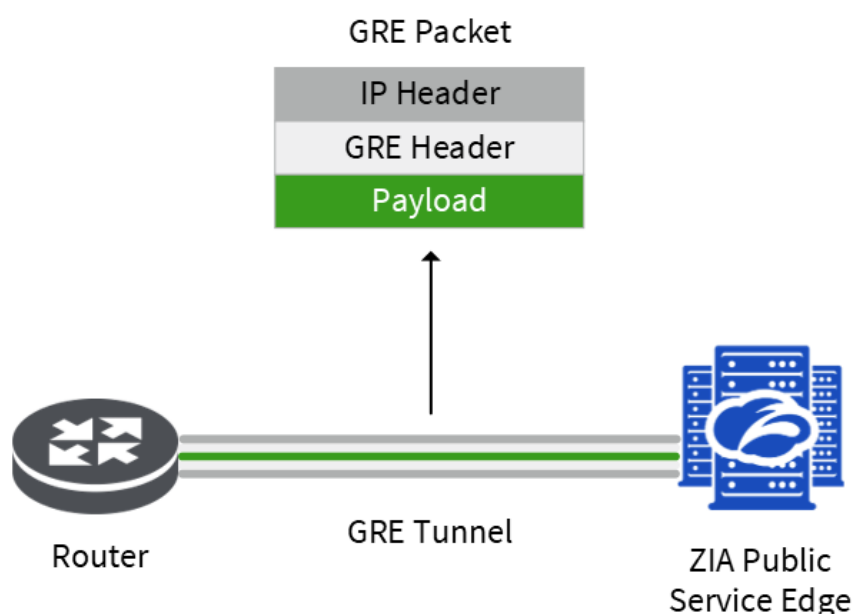 GRE Packet
IP Header
GRE Header
Payload
GRE Tunnel
Router
ZIA Public
Service Edge